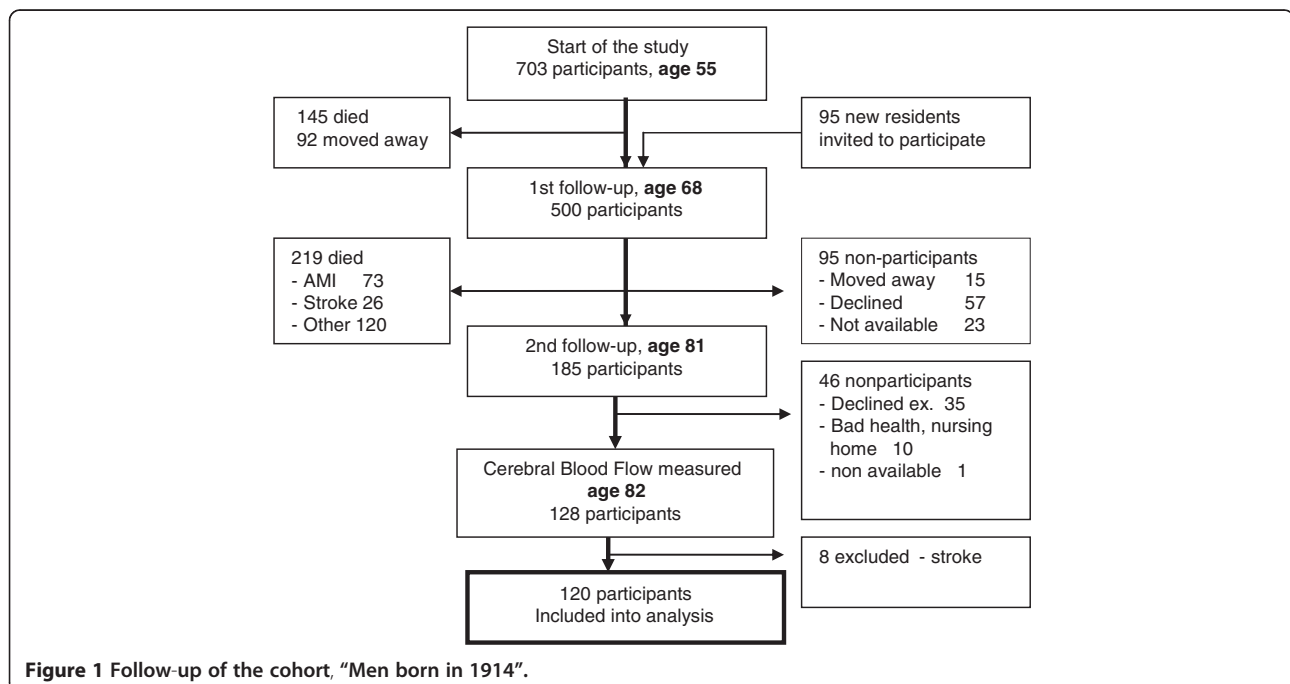 Start of the study
703 participants, age 55
145 died
92 moved away
95 new residents
invited to participate
1st follow-up, age 68
500 participants
219 died
- AMI 73
- Stroke 26
- Other 120
95 non-participants
- Moved away 15
- Declined 57
- Not available 23
2nd follow-up, age 81
185 participants
46 nonparticipants
- Declined ex. 35
- Bad health, nursing
home 10
- non available 1
Cerebral Blood Flow measured
age 82
128 participants
8 excluded - stroke
120 participants
Included into analysis
Figure 1 Follow-up of the cohort, “Men born in 1914”.